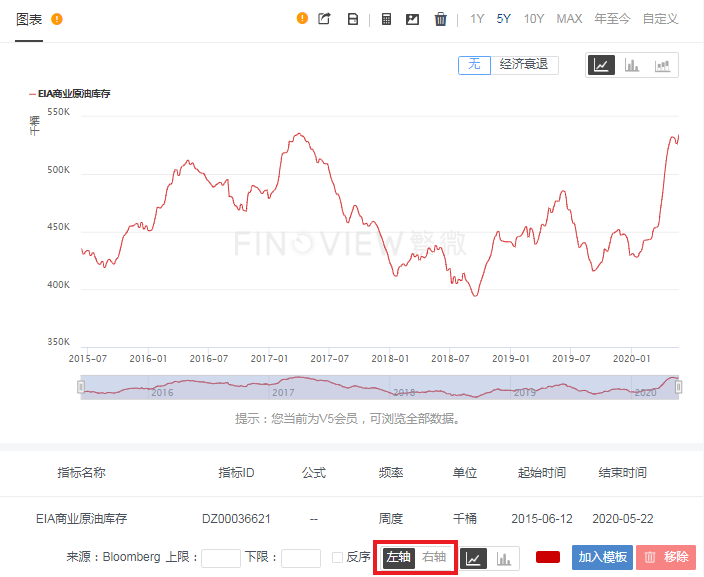 图表 ! ! 1Y 5Y 10Y MAX 年至今 自定义
无 经济衰退
EIA商业原油库存
千桶
550K
500K
450K
400K
350K
FINOVIEW 繁微
2015-07 2016-01 2016-07 2017-01 2017-07 2018-01 2018-07 2019-01 2019-07 2020-01
2016 2017 2018 2019 2020
提示：您当前为V5会员，可浏览全部数据。
指标名称 指标ID 公式 频率 单位 起始时间 结束时间
EIA商业原油库存 DZ00036621 -- 周度 千桶 2015-06-12 2020-05-22
来源：Bloomberg 上限： 下限： 反序 左轴 右轴 加入模板 移除